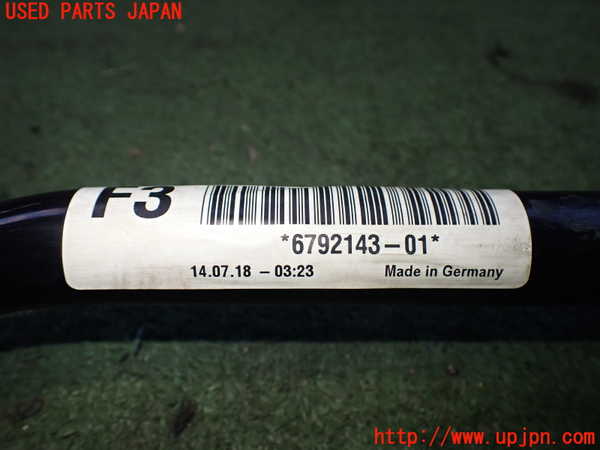 USED PARTS JAPAN
F3
*6792143-01*
14.07.18 - 03:23 Made in Germany
http://www.upjpn.com/